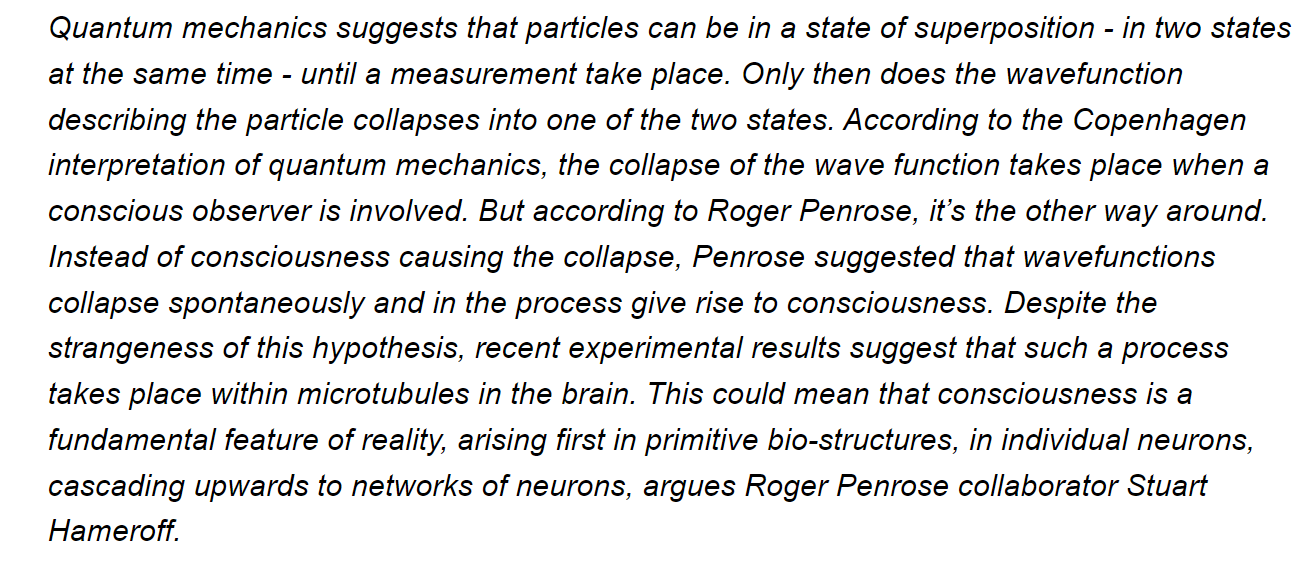 Quantum mechanics suggests that particles can be in a state of superposition - in two states
at the same time - until a measurement take place. Only then does the wavefunction
describing the particle collapses into one of the two states. According to the Copenhagen
interpretation of quantum mechanics, the collapse of the wave function takes place when a
conscious observer is involved. But according to Roger Penrose, it’s the other way around.
Instead of consciousness causing the collapse, Penrose suggested that wavefunctions
collapse spontaneously and in the process give rise to consciousness. Despite the
strangeness of this hypothesis, recent experimental results suggest that such a process
takes place within microtubules in the brain. This could mean that consciousness is a
fundamental feature of reality, arising first in primitive bio-structures, in individual neurons,
cascading upwards to networks of neurons, argues Roger Penrose collaborator Stuart
Hameroff.